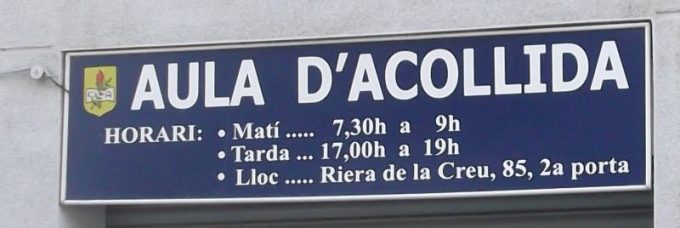 AULA D'ACOLLIDA
HORARI: • Matí ..... 7,30h a 9h
• Tarda ... 17,00h a 19h
• Lloc ..... Riera de la Creu, 85, 2a porta